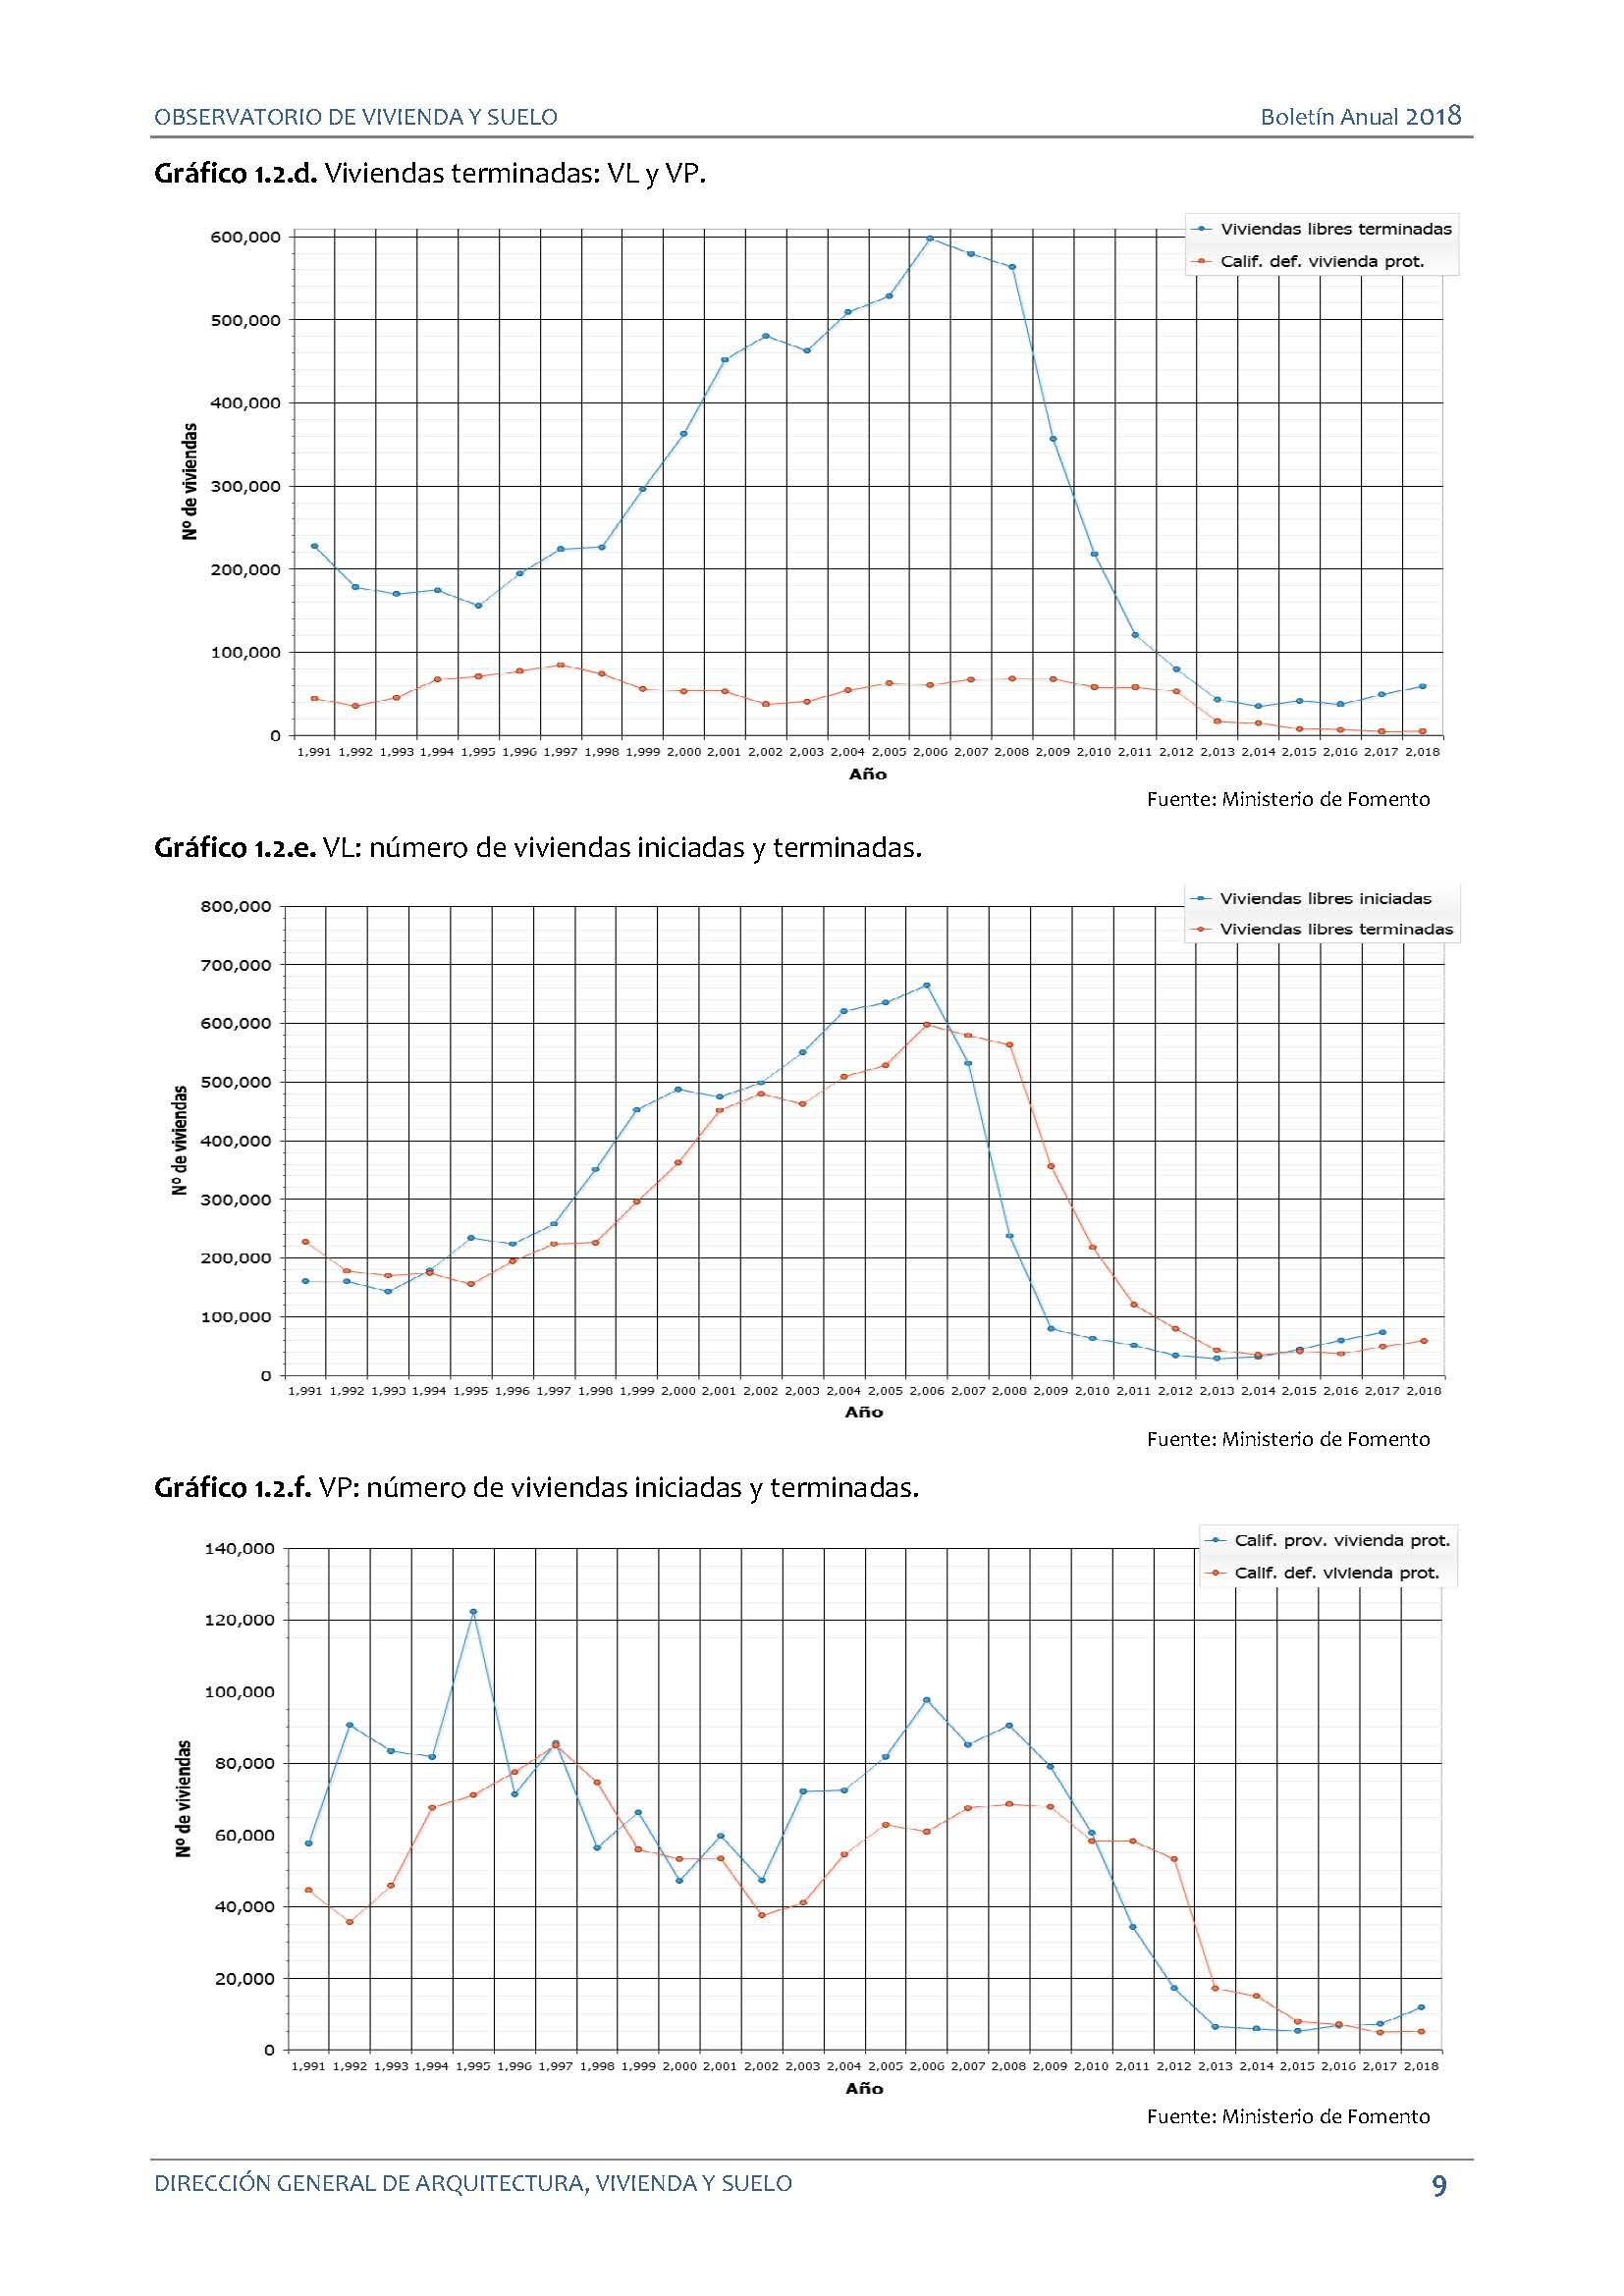 OBSERVATORIO DE VIVIENDA Y SUELO Boletín Anual 2018
Gráfico 1.2.d. Viviendas terminadas: VL y VP.
Viviendas libres terminadas
Calif. def. vivienda prot.
600,000
500,000
400,000
300,000
200,000
100,000
0
Nº de viviendas
1,991 1,992 1,993 1,994 1,995 1,996 1,997 1,998 1,999 2,000 2,001 2,002 2,003 2,004 2,005 2,006 2,007 2,008 2,009 2,010 2,011 2,012 2,013 2,014 2,015 2,016 2,017 2,018
Año
Fuente: Ministerio de Fomento
Gráfico 1.2.e. VL: número de viviendas iniciadas y terminadas.
Viviendas libres iniciadas
Viviendas libres terminadas
800,000
700,000
600,000
500,000
400,000
300,000
200,000
100,000
0
Nº de viviendas
1,991 1,992 1,993 1,994 1,995 1,996 1,997 1,998 1,999 2,000 2,001 2,002 2,003 2,004 2,005 2,006 2,007 2,008 2,009 2,010 2,011 2,012 2,013 2,014 2,015 2,016 2,017 2,018
Año
Fuente: Ministerio de Fomento
Gráfico 1.2.f. VP: número de viviendas iniciadas y terminadas.
Calif. prov. vivienda prot.
Calif. def. vivienda prot.
140,000
120,000
100,000
80,000
60,000
40,000
20,000
0
Nº de viviendas
1,991 1,992 1,993 1,994 1,995 1,996 1,997 1,998 1,999 2,000 2,001 2,002 2,003 2,004 2,005 2,006 2,007 2,008 2,009 2,010 2,011 2,012 2,013 2,014 2,015 2,016 2,017 2,018
Año
Fuente: Ministerio de Fomento
DIRECCIÓN GENERAL DE ARQUITECTURA, VIVIENDA Y SUELO 9